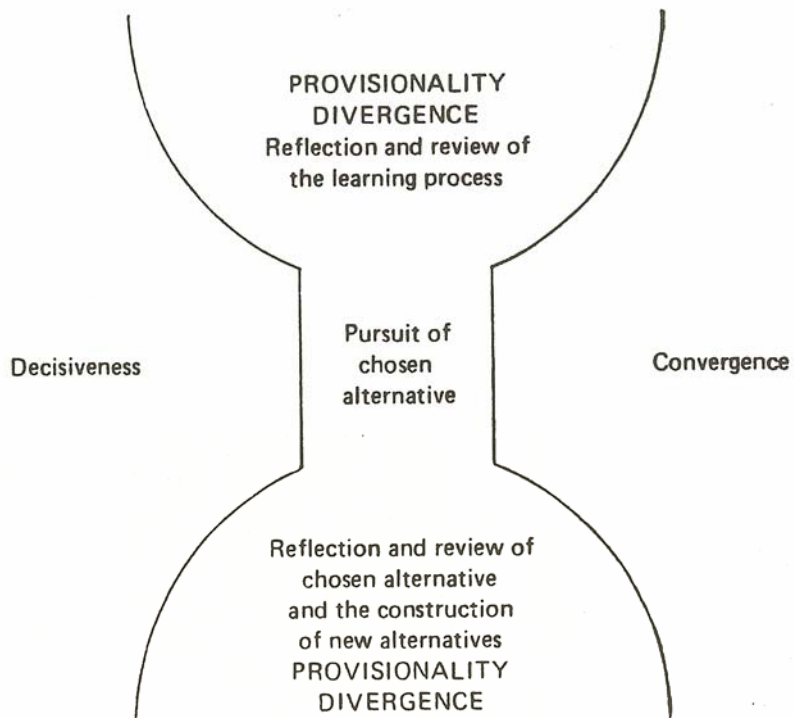 PROVISIONALITY
DIVERGENCE
Reflection and review of
the learning process
Decisiveness
Pursuit of
chosen
alternative
Convergence
Reflection and review of
chosen alternative
and the construction
of new alternatives
PROVISIONALITY
DIVERGENCE